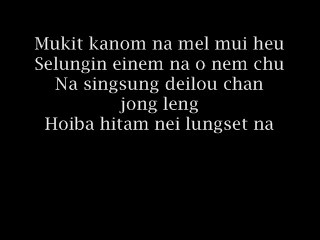 Mukit kanom na mel mui heu
Selungin einem na o nem chu
Na singsung deilou chan
jong leng
Hoiba hitam nei lungset na